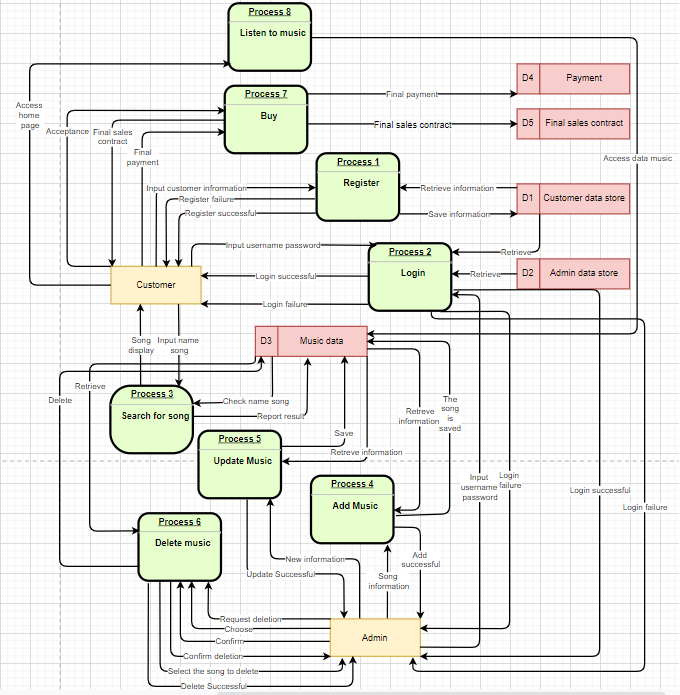 Process 8
Listen to music
Process 7
Buy
Final payment
D4
Payment
Final sales contract
D5
Final sales contract
Access
home
page
Acceptance
Final sales
contract
Final
payment
Access data music
Process 1
Register
Input customer infrormation
Register failure
Register successful
Retrieve information
Save information
D1
Customer data store
Input username password
Process 2
Login
Retrieve
Retrieve
D2
Admin data store
Customer
Login successful
Login failure
Song
display
Input name
song
D3
Music data
Retrieve
Delete
Process 3
Search for song
Check name song
Report result
Retreve
information
The
song
is
saved
Process 5
Update Music
Save
Retreve information
Process 4
Add Music
Input
username
password
Login
failure
Login successful
Login failure
Process 6
Delete music
New information
Update Successful
Song
information
Add
successful
Request deletion
Choose
Confirm
Confirm deletion
Select the song to delete
Delete Successful
Admin